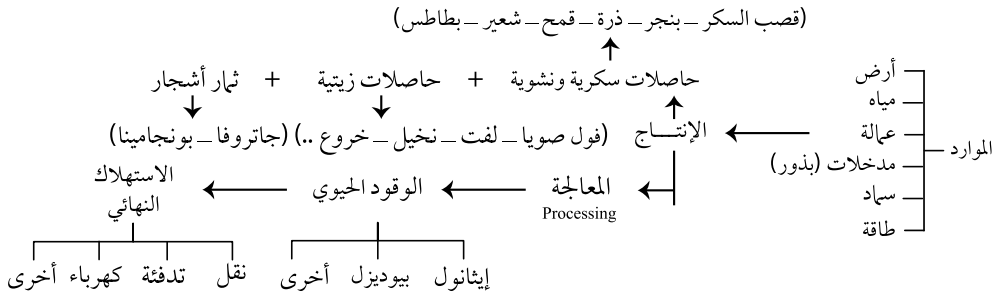 (قصب السكر – بنجر – ذرة – قمح – شعير – بطاطس)
حاصلات سكرية ونشوية + حاصلات زيتية + ثمار أشجار
(فول صويا – لفت – نخيل – خروع ..) (جاتروفا – بونجامينا)
الموارد
أرض
مياه
عمالة
مدخلات (بذور)
سماد
طاقة
الإنتـــاج
المعالجة
Processing
الوقود الحيوي
الاستهلاك
النهائي
إيثانول بيوديزل أخرى
نقل تدفئة كهرباء أخرى